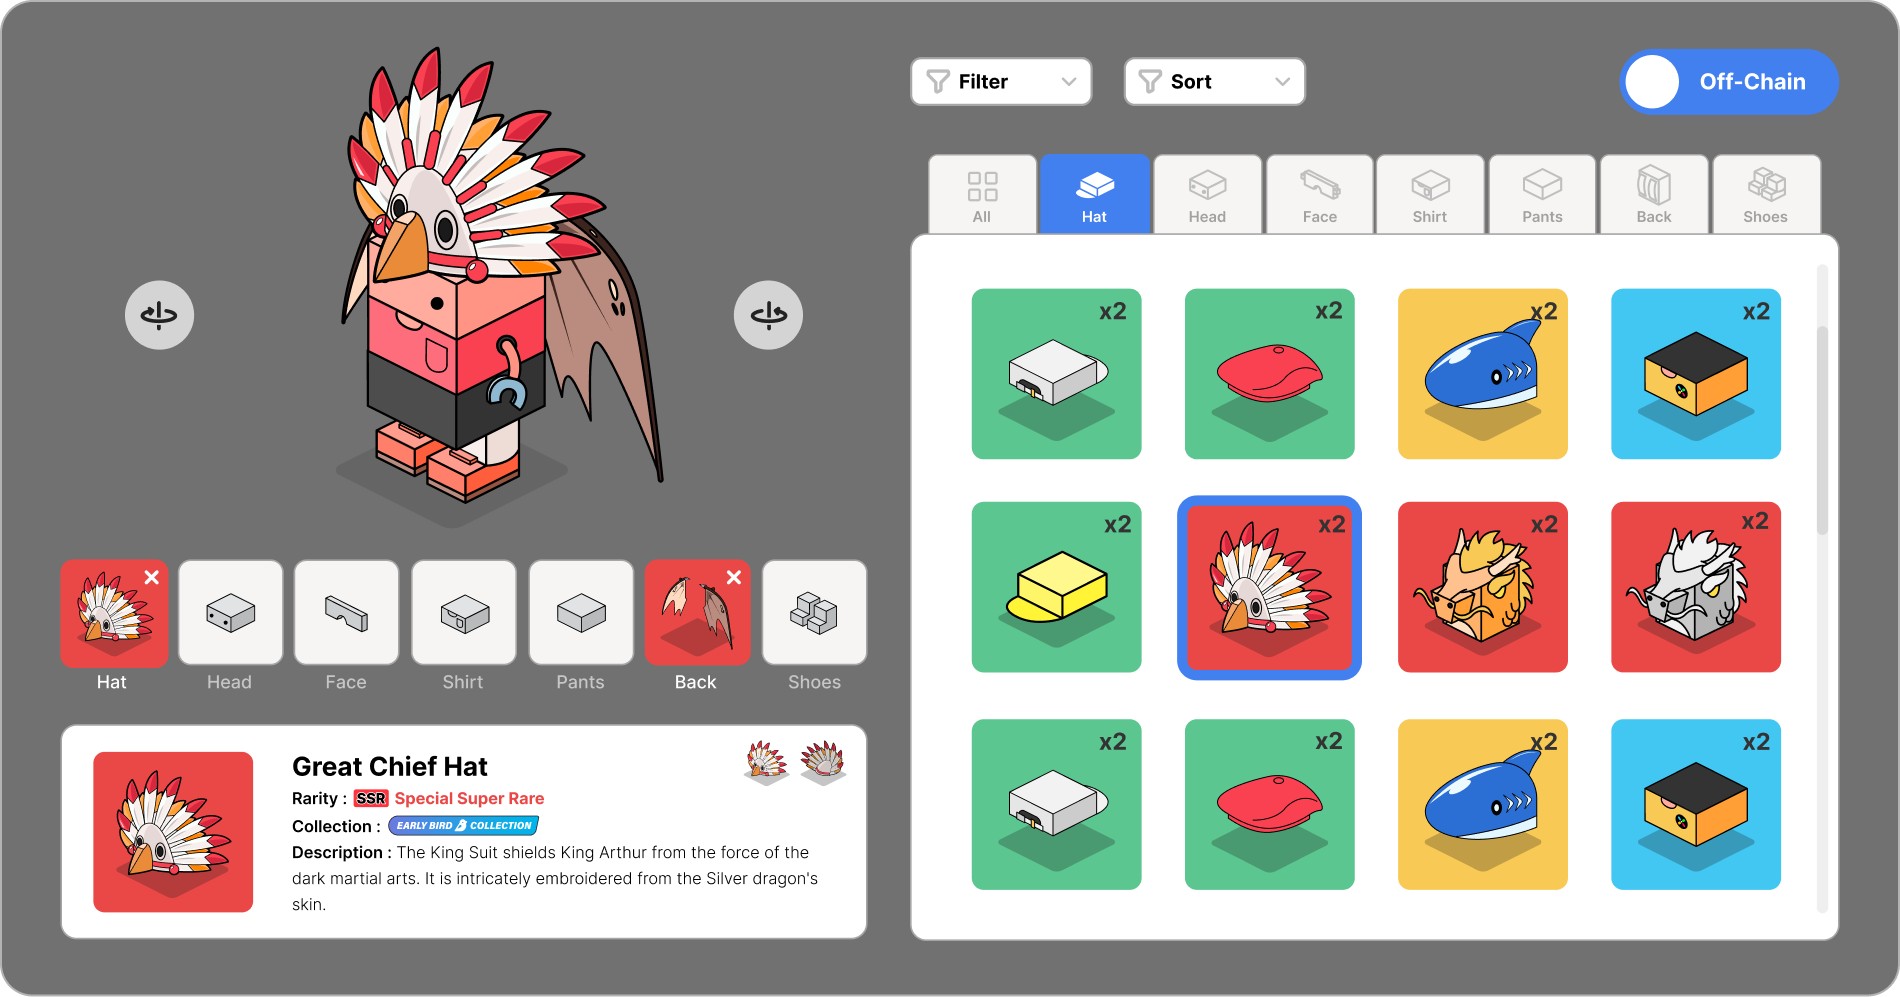 Filter
Sort
Off-Chain
All
Hat
Head
Face
Shirt
Pants
Back
Shoes
x2
x2
x2
x2
x2
x2
x2
x2
x2
x2
x2
x2
Hat
Head
Face
Shirt
Pants
Back
Shoes
Great Chief Hat
Rarity : SSR Special Super Rare
Collection : EARLY BIRD COLLECTION
Description : The King Suit shields King Arthur from the force of the
dark martial arts. It is intricately embroidered from the Silver dragon's
skin.